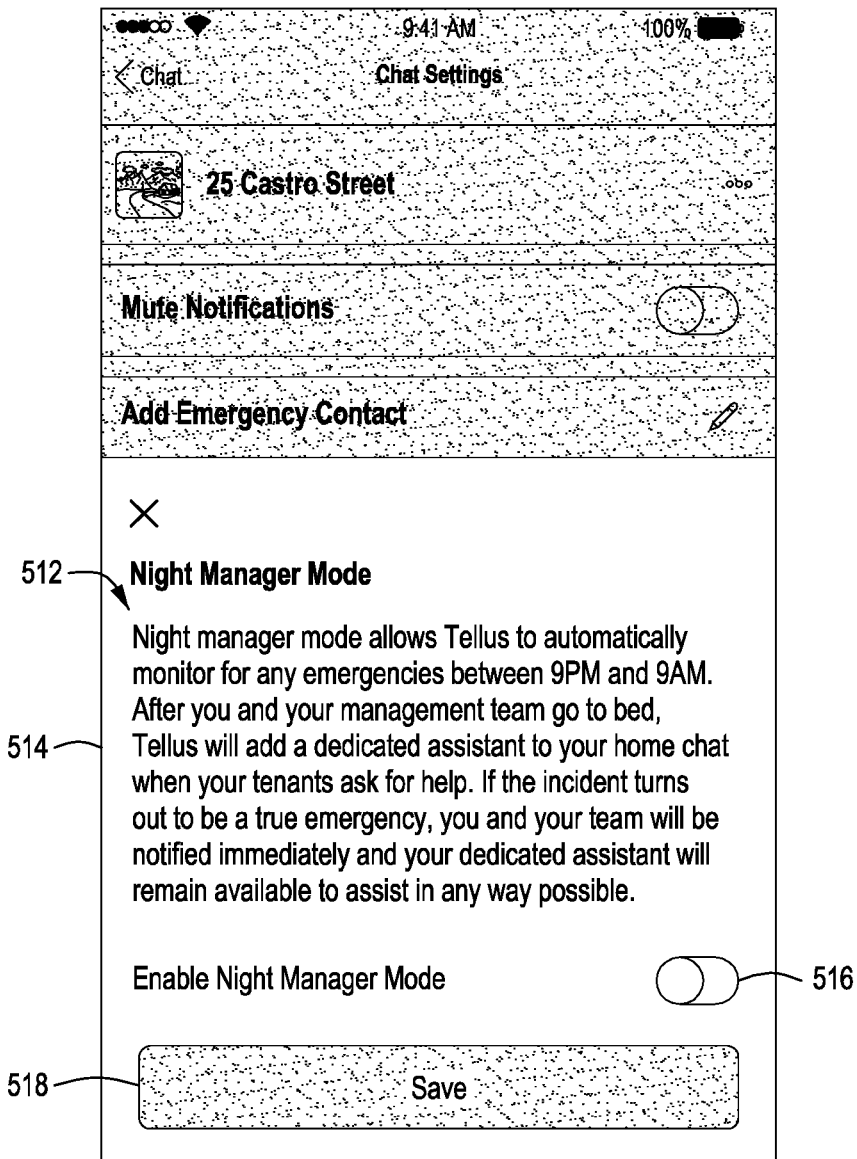 9:41 AM 100%
Chat Chat Settings
25 Castro Street
Mute Notifications
Add Emergency Contact
512
Night Manager Mode
Night manager mode allows Tellus to automatically
monitor for any emergencies between 9PM and 9AM.
After you and your management team go to bed,
514
Tellus will add a dedicated assistant to your home chat
when your tenants ask for help. If the incident turns
out to be a true emergency, you and your team will be
notified immediately and your dedicated assistant will
remain available to assist in any way possible.
Enable Night Manager Mode
516
518
Save